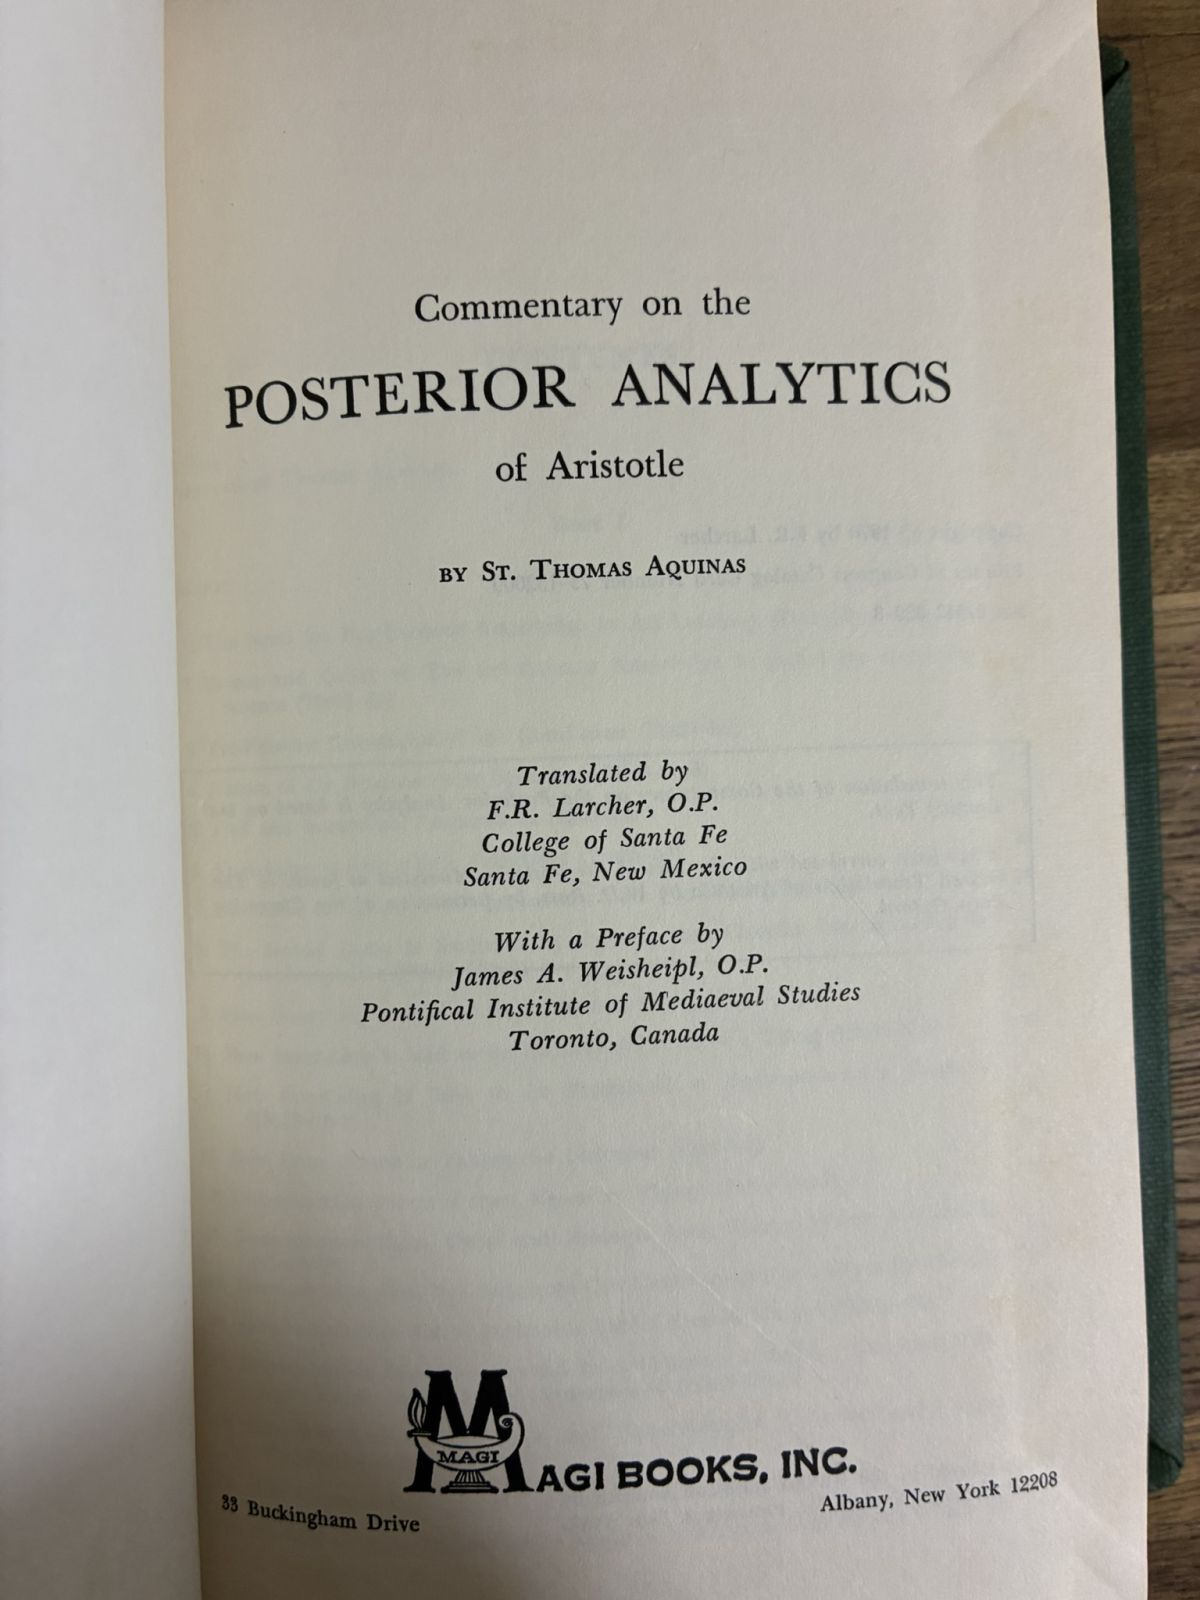 Commentary on the
POSTERIOR ANALYTICS
of Aristotle
BY ST. THOMAS AQUINAS
Translated by
F.R. Larcher, O.P.
College of Santa Fe
Santa Fe, New Mexico
With a Preface by
James A. Weisheipl, O.P.
Pontifical Institute of Mediaeval Studies
Toronto, Canada
MAGI
MAGI BOOKS, INC.
33 Buckingham Drive
Albany, New York 12208